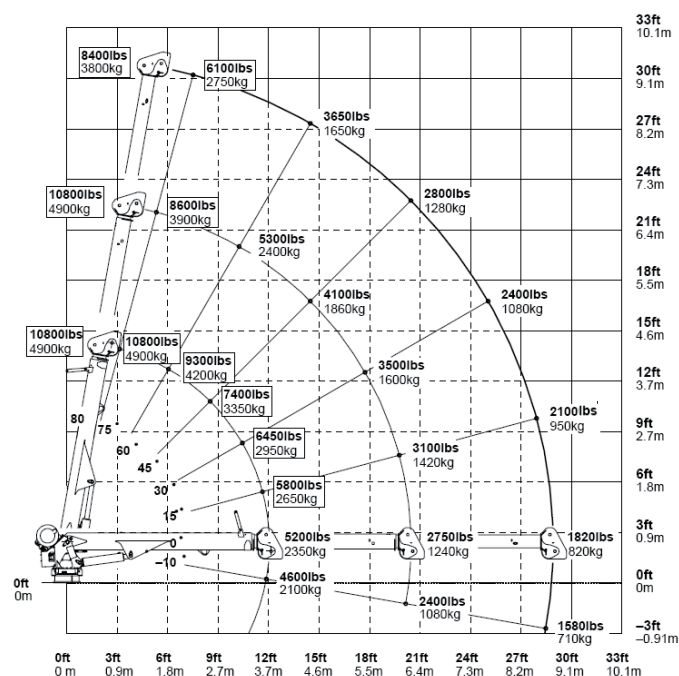 33ft
10.1m
8400lbs
3800kg
6100lbs
2750kg
30ft
9.1m
3650lbs
1650kg
27ft
8.2m
24ft
7.3m
10800lbs
4900kg
8600lbs
3900kg
2800lbs
1280kg
21ft
6.4m
5300lbs
2400kg
18ft
5.5m
4100lbs
1860kg
2400lbs
1080kg
15ft
4.6m
10800lbs
4900kg
10800lbs
4900kg
9300lbs
4200kg
3500lbs
1600kg
12ft
3.7m
7400lbs
3350kg
2100lbs
950kg
80
75
9ft
2.7m
60
6450lbs
2950kg
3100lbs
1420kg
45
30
5800lbs
2650kg
6ft
1.8m
15
3ft
0.9m
0
5200lbs
2350kg
2750lbs
1240kg
1820lbs
820kg
–10
0ft
0m
4600lbs
2100kg
0ft
0m
2400lbs
1080kg
1580lbs
710kg
–3ft
–0.91m
0ft 3ft 6ft 9ft 12ft 15ft 18ft 21ft 24ft 27ft 30ft 33ft
0 m 0.9m 1.8m 2.7m 3.7m 4.6m 5.5m 6.4m 7.3m 8.2m 9.1m 10.1m